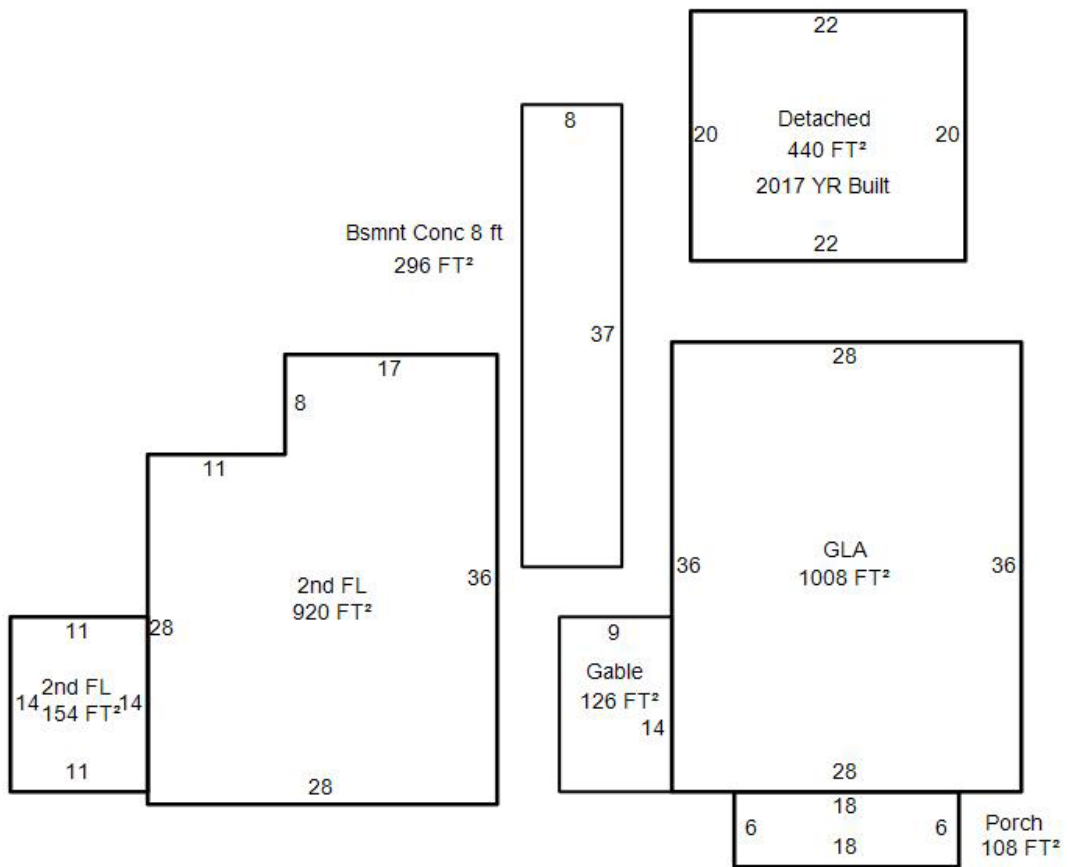 22
20
Detached
440 FT²
2017 YR Built
20
22
8
Bsmnt Conc 8 ft
296 FT²
37
17
8
11
2nd FL
920 FT²
36
28
28
11
14
2nd FL
154 FT²
14
11
28
36
GLA
1008 FT²
36
28
9
Gable
126 FT²
14
18
6
6
18
Porch
108 FT²